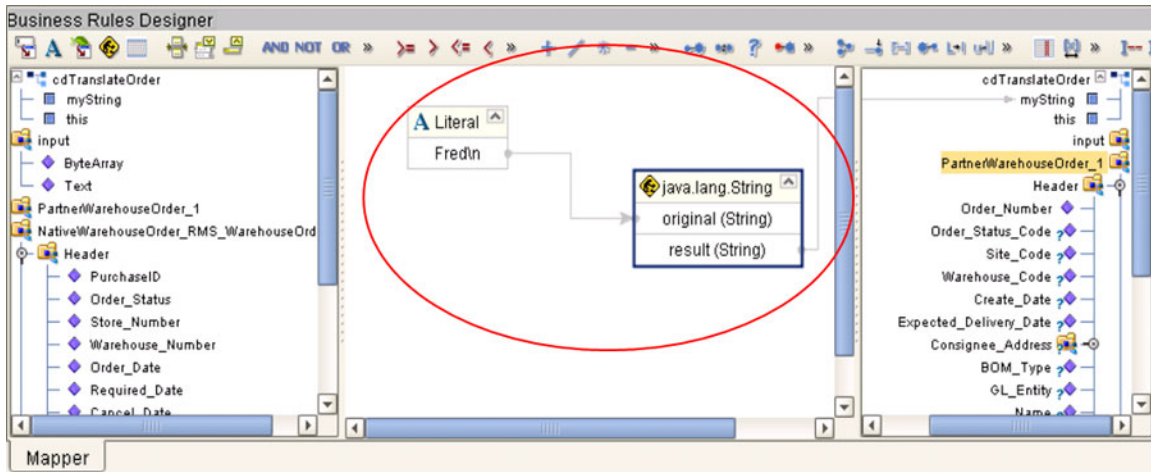 Business Rules Designer
A AND NOT OR » >= > <= < » + / * - » ? » »
cdTranslateOrder
myString
this
input
ByteArray
Text
PartnerWarehouseOrder_1
NativeWarehouseOrder_RMS_WarehouseOrd
Header
PurchaseID
Order_Status
Store_Number
Warehouse_Number
Order_Date
Required_Date
Cancel_Date
A Literal
Fred\n
java.lang.String
original (String)
result (String)
cdTranslateOrder
myString
this
input
PartnerWarehouseOrder_1
Header
Order_Number
Order_Status_Code
Site_Code
Warehouse_Code
Create_Date
Expected_Delivery_Date
Consignee_Address
BOM_Type
GL_Entity
Name
Mapper